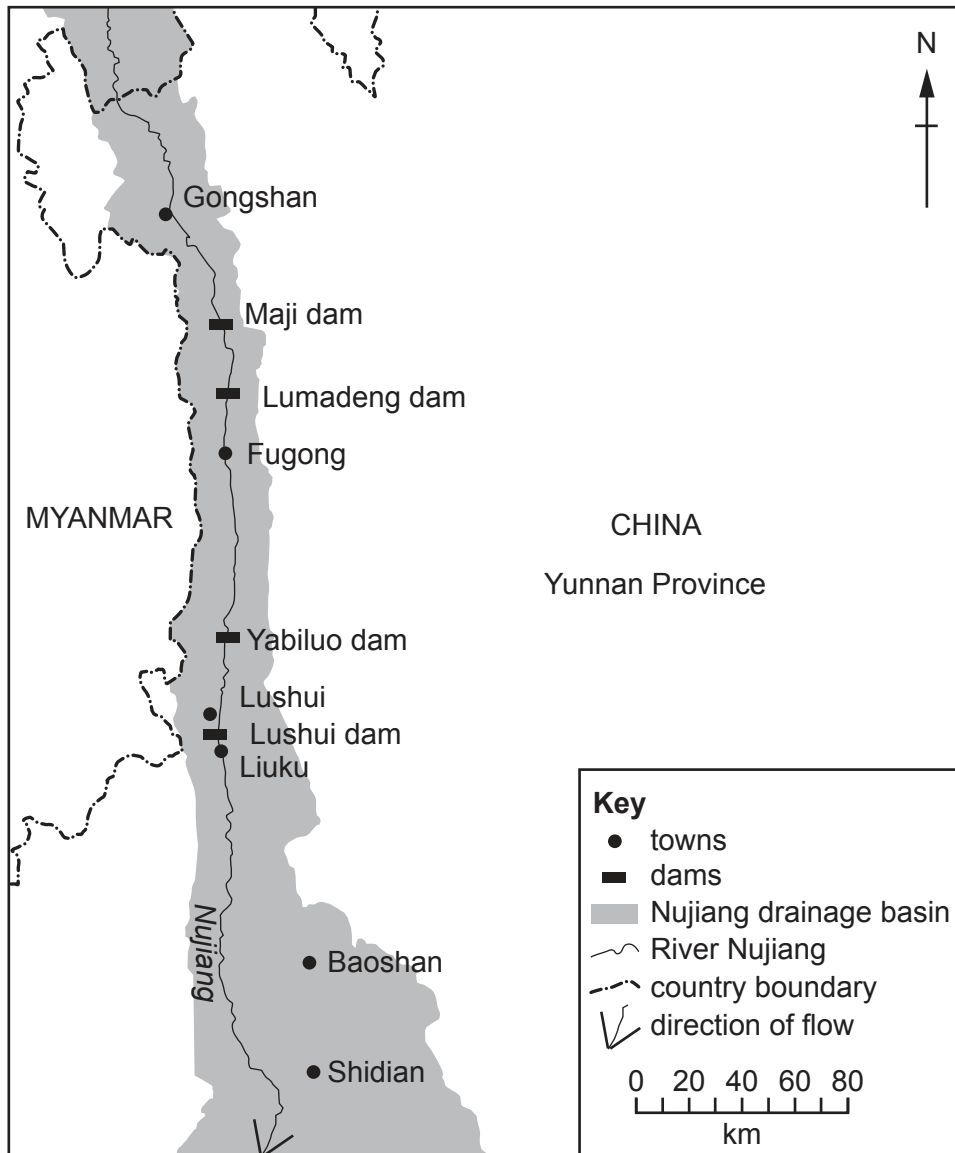 N
Gongshan
Maji dam
Lumadeng dam
Fugong
MYANMAR
CHINA
Yunnan Province
Yabiluo dam
Lushui
Lushui dam
Liuku
Nujiang
Baoshan
Shidian
Key
towns
dams
Nujiang drainage basin
River Nujiang
country boundary
direction of flow
0 20 40 60 80
km